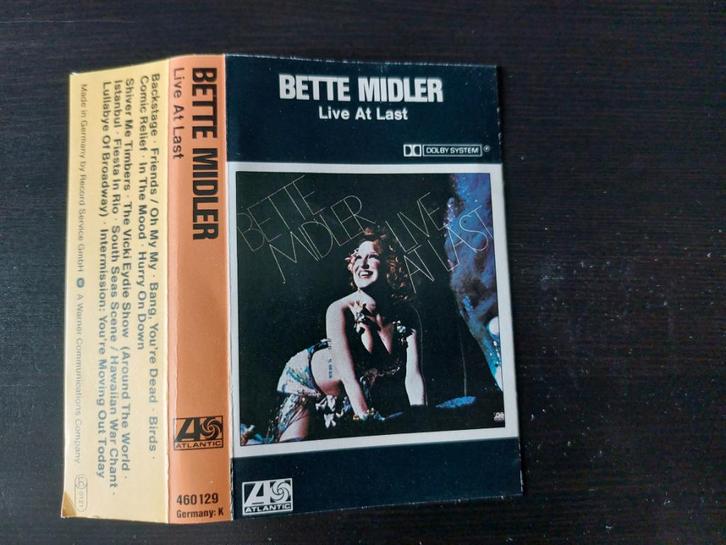 BETTE MIDLER
Live At Last
DOLBY SYSTEM
BETTE
MIDLER
LIVE
AT LAST
ATLANTIC
BETTE MIDLER
Live At Last
ATLANTIC
460129
Germany: K
Backstage · Friends / Oh My My · Bang, You're Dead · Birds ·
Comic Relief · In The Mood · Hurry On Down
Shiver Me Timbers · The Vicki Eydie Show (Around The World ·
Istanbul · Fiesta In Rio · South Seas Scene / Hawaiian War Chant ·
Lullabye Of Broadway) · Intermission: You're Moving Out Today
Made in Germany by Record Service GmbH A Warner Communications Company